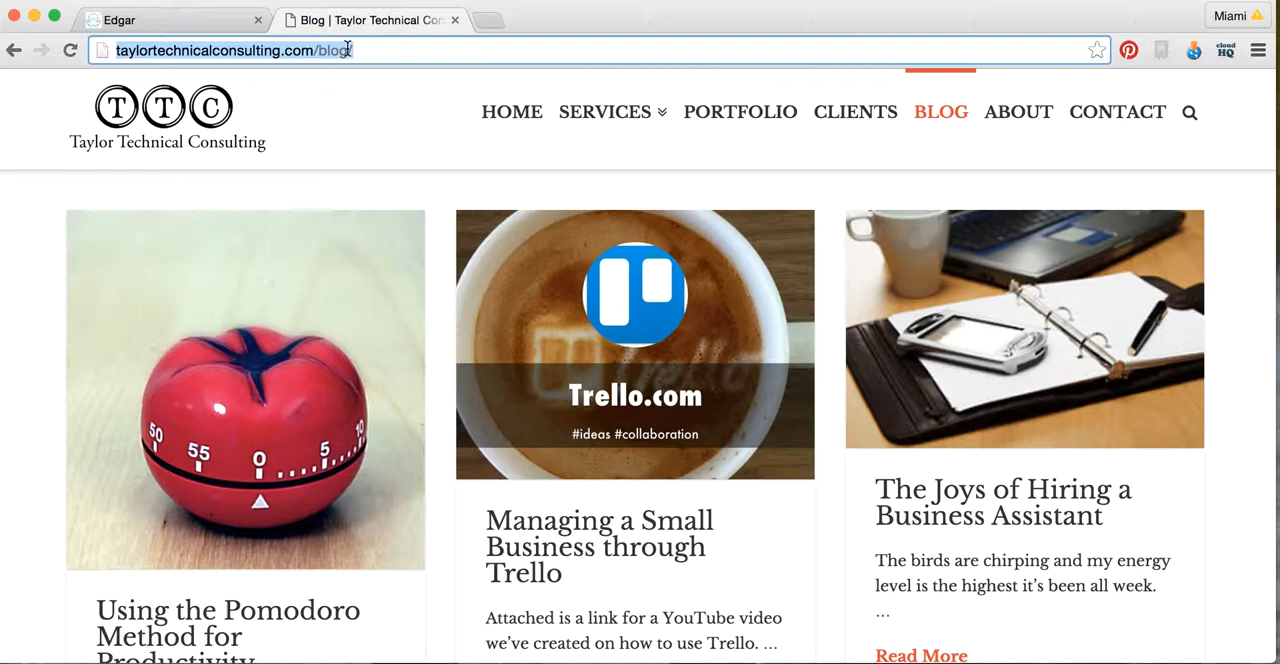 Edgar
Blog | Taylor Technical Con
Miami
taylortechnicalconsulting.com/blog/
cloud
HQ
TTC
Taylor Technical Consulting
HOME SERVICES PORTFOLIO CLIENTS BLOG ABOUT CONTACT
50 55 0 5 10
Using the Pomodoro
Method for
Productivity
Trello.com
#ideas #collaboration
Managing a Small
Business through
Trello
Attached is a link for a YouTube video
we’ve created on how to use Trello. …
The Joys of Hiring a
Business Assistant
The birds are chirping and my energy
level is the highest it’s been all week.
…
Read More